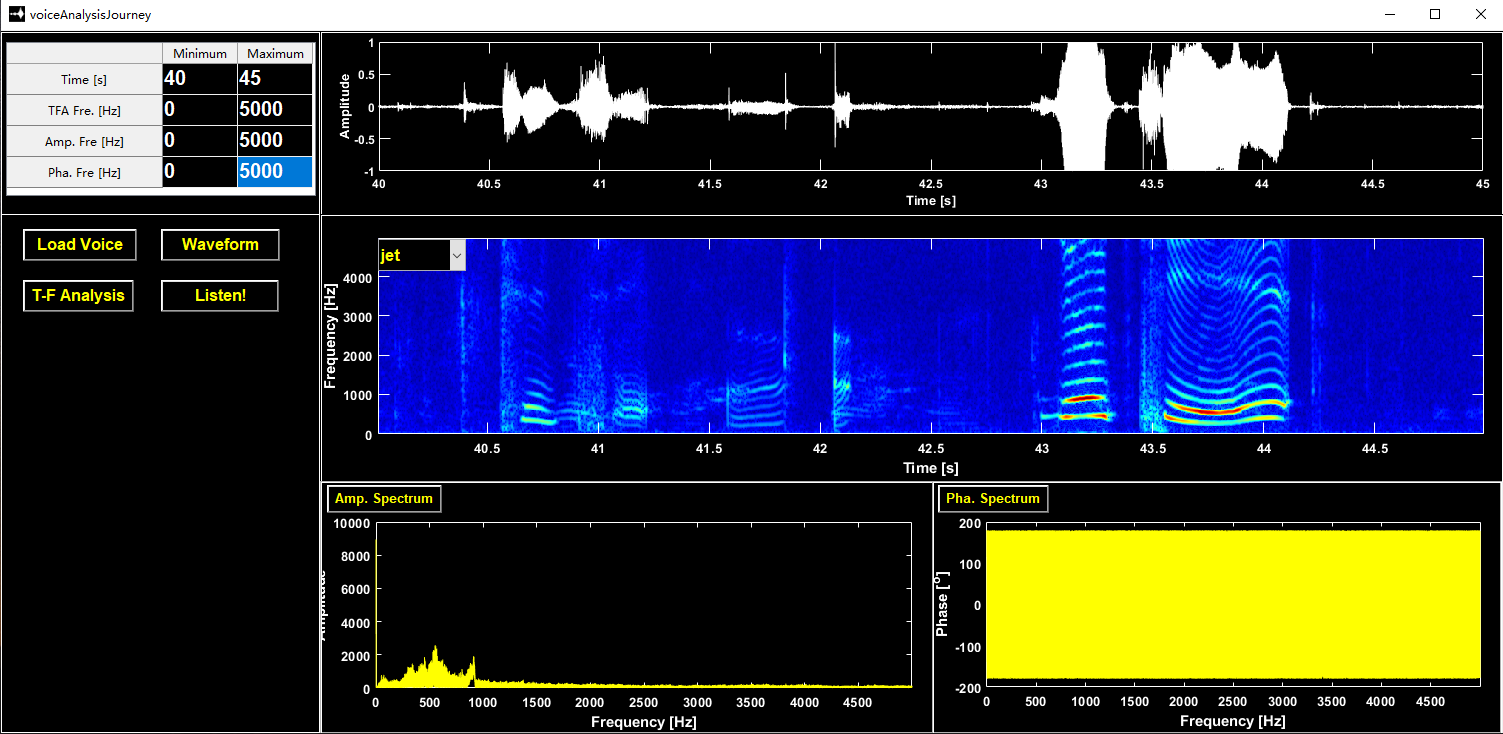 voiceAnalysisJourney
Minimum Maximum
Time [s] 40 45
TFA Fre. [Hz] 0 5000
Amp. Fre [Hz] 0 5000
Pha. Fre [Hz] 0 5000
Load Voice Waveform
T-F Analysis Listen!
Amplitude
1
0.5
0
-0.5
-1
40 40.5 41 41.5 42 42.5 43 43.5 44 44.5 45
Time [s]
jet
Frequency [Hz]
4000
3000
2000
1000
0
40.5 41 41.5 42 42.5 43 43.5 44 44.5
Time [s]
Amp. Spectrum
Amplitude
10000
8000
6000
4000
2000
0
0 500 1000 1500 2000 2500 3000 3500 4000 4500
Frequency [Hz]
Pha. Spectrum
Phase [°]
200
100
0
-100
-200
0 500 1000 1500 2000 2500 3000 3500 4000 4500
Frequency [Hz]